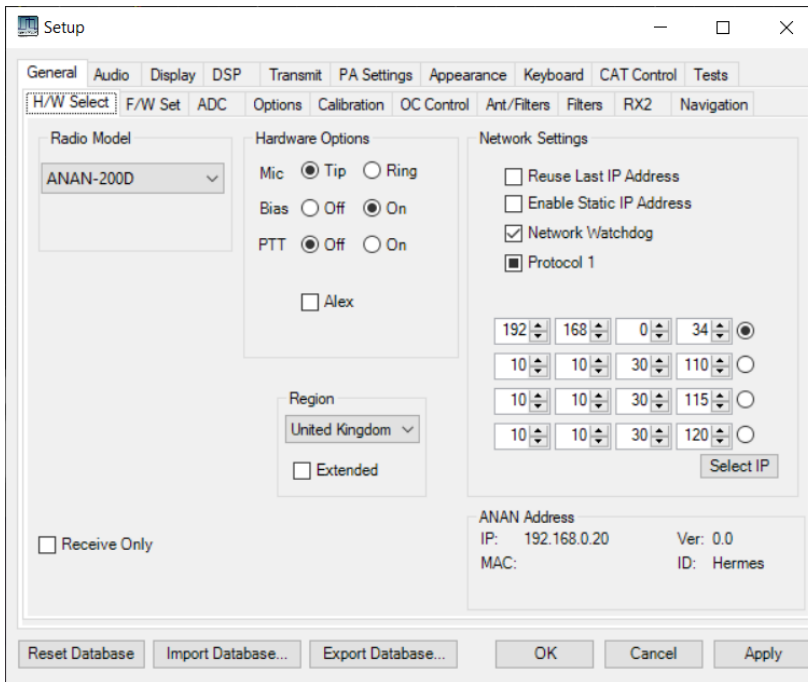 Setup
General Audio Display DSP Transmit PA Settings Appearance Keyboard CAT Control Tests
H/W Select F/W Set ADC Options Calibration OC Control Ant/Filters Filters RX2 Navigation
Radio Model
ANAN-200D
Hardware Options
Mic Tip Ring
Bias Off On
PTT Off On
Alex
Region
United Kingdom
Extended
Receive Only
Network Settings
Reuse Last IP Address
Enable Static IP Address
Network Watchdog
Protocol 1
192 168 0 34
10 10 30 110
10 10 30 115
10 10 30 120
Select IP
ANAN Address
IP: 192.168.0.20 Ver: 0.0
MAC: ID: Hermes
Reset Database Import Database... Export Database... OK Cancel Apply